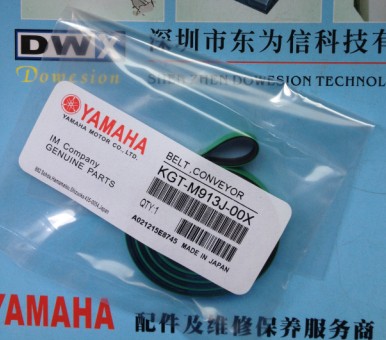 DWX
Domesion
深圳市东为信科技有
SHENZHEN DOWESION TECHNOL
YAMAHA
YAMAHA MOTOR CO., LTD.
IM Company
GENUINE PARTS
BELT ,CONVEYOR
KGT-M913J-00X
QTY 1
A021215E8745 MADE IN JAPAN
YAMAHA
配件及维修保养服务商